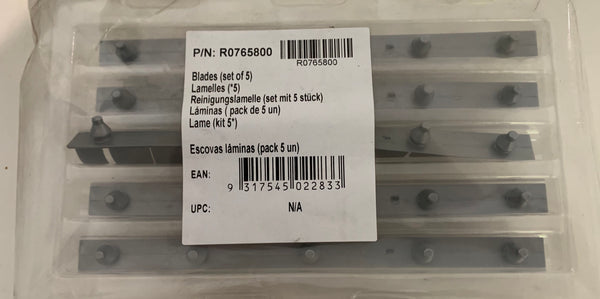 P/N: R0765800
R0765800
Blades (set of 5)
Lamelles (*5)
Reinigungslamelle (set mit 5 stück)
Láminas ( pack de 5 un)
Lame (kit 5*)
Escovas lâminas (pack 5 un)
EAN:
9 317545 022833
UPC: N/A